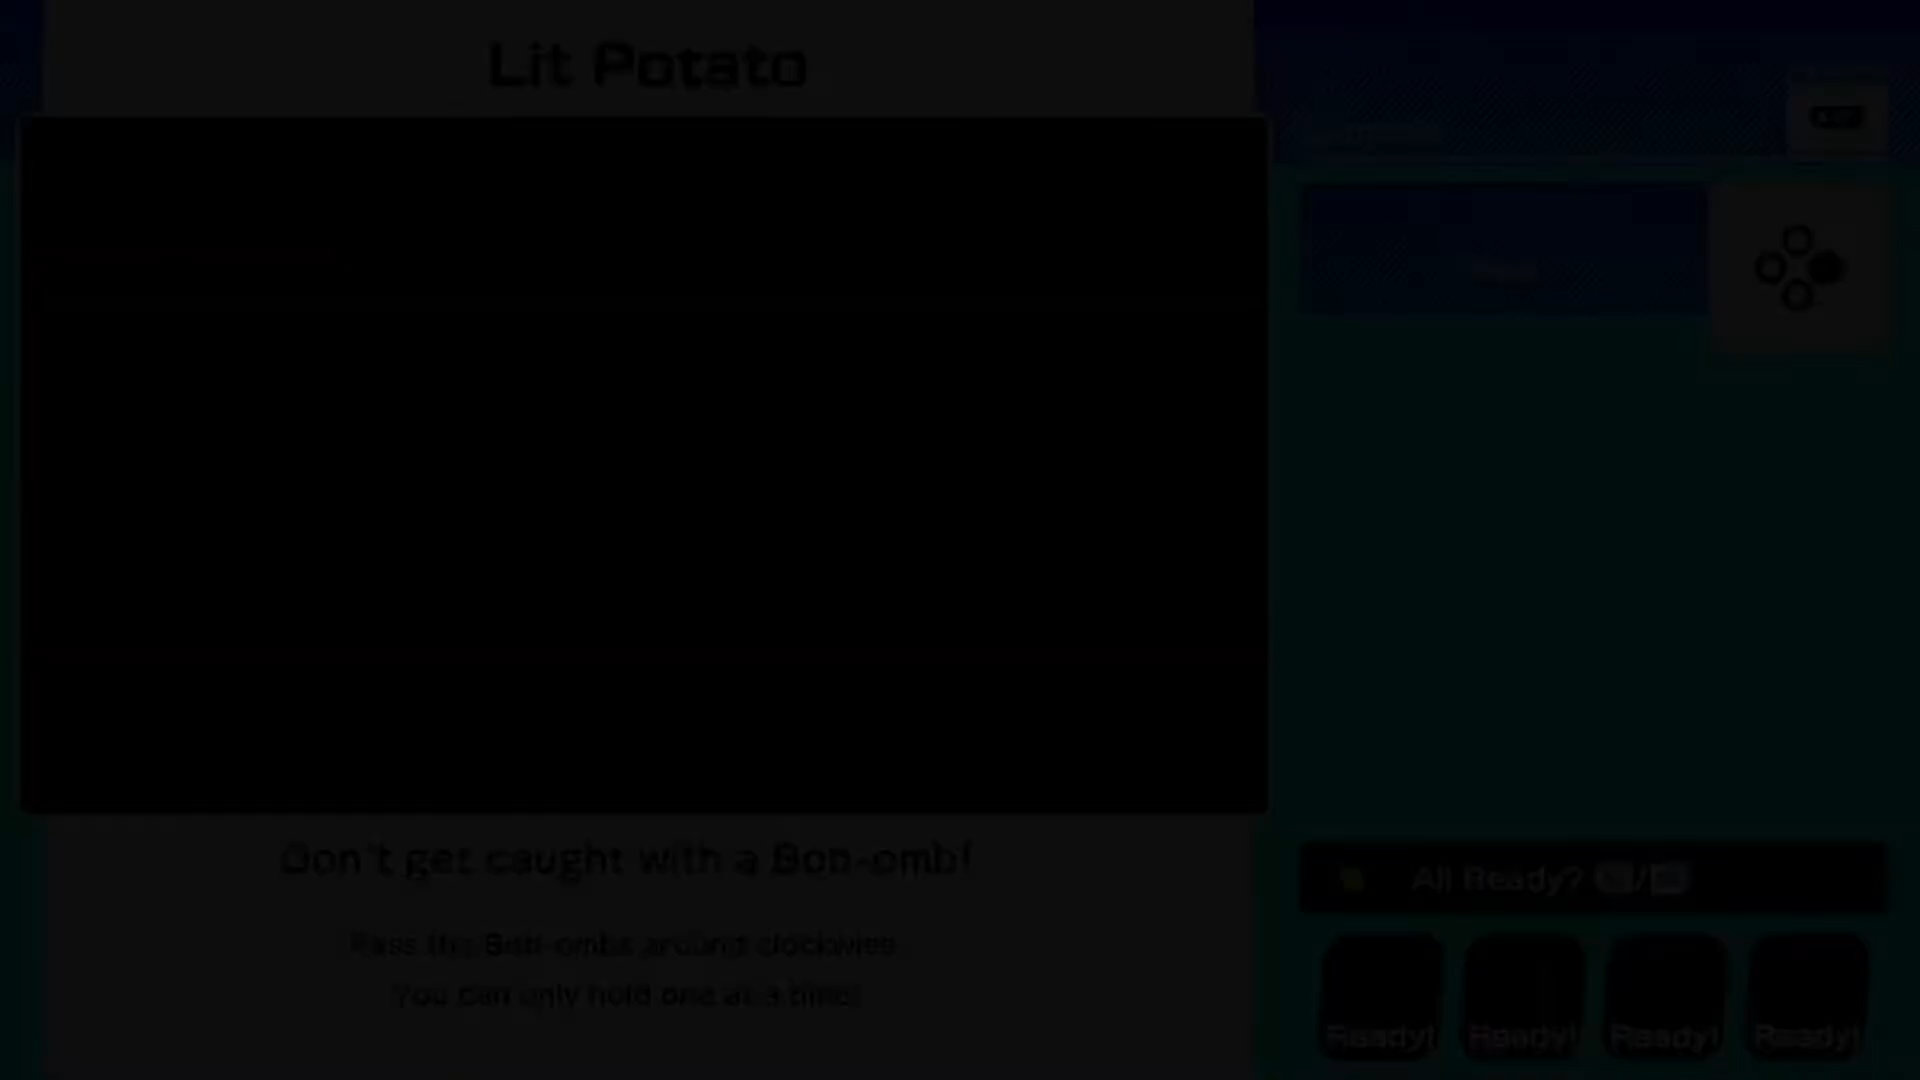 Lit Potato
Don't get caught with a Bob-omb!
Pass the Bob-ombs around clockwise.
You can only hold one at a time!
All Ready? /
Ready!
Ready!
Ready!
Ready!